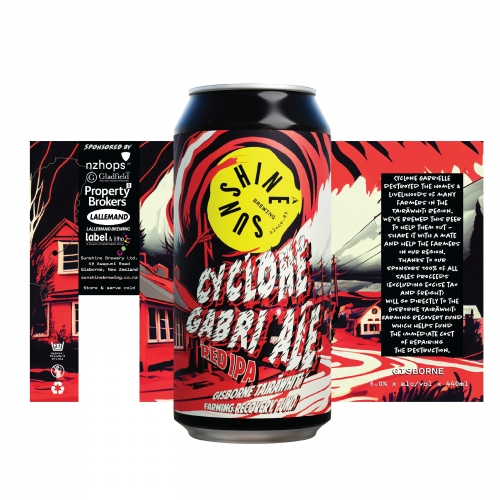 SPONSORED BY
nzhops
Gladfield
Property
Brokers
LALLEMAND
LALLEMAND BREWING
label & litho
Sunshine Brewery Ltd.
49 Awapuni Road
Gisborne, New Zealand
sunshinebrewing.co.nz
Store & serve cold
SUNSHINE
BREWING
since.89
CYCLONE
GABRI'ALE
RED IPA
GISBORNE TAIRĀWHITI
FARMING RECOVERY FUND
CYCLONE GABRIELLE
DESTROYED THE HOMES &
LIVELIHOODS OF MANY
FARMERS IN THE
TAIRĀWHITI REGION.
WE'VE BREWED THIS BEER
TO HELP THEM OUT -
SHARE IT WITH A MATE
AND HELP THE FARMERS
IN OUR REGION.
THANKS TO OUR
SPONSORS 100% OF ALL
SALES PROCEEDS
(EXCLUDING EXCISE TAX
AND FREIGHT)
WILL GO DIRECTLY TO THE
GISBORNE TAIRĀWHITI
FARMING RECOVERY FUND
WHICH HELPS FUND
THE IMMEDIATE COST
OF REPAIRING
THE DESTRUCTION.
GISBORNE
6.0% x alc/vol x 440ml